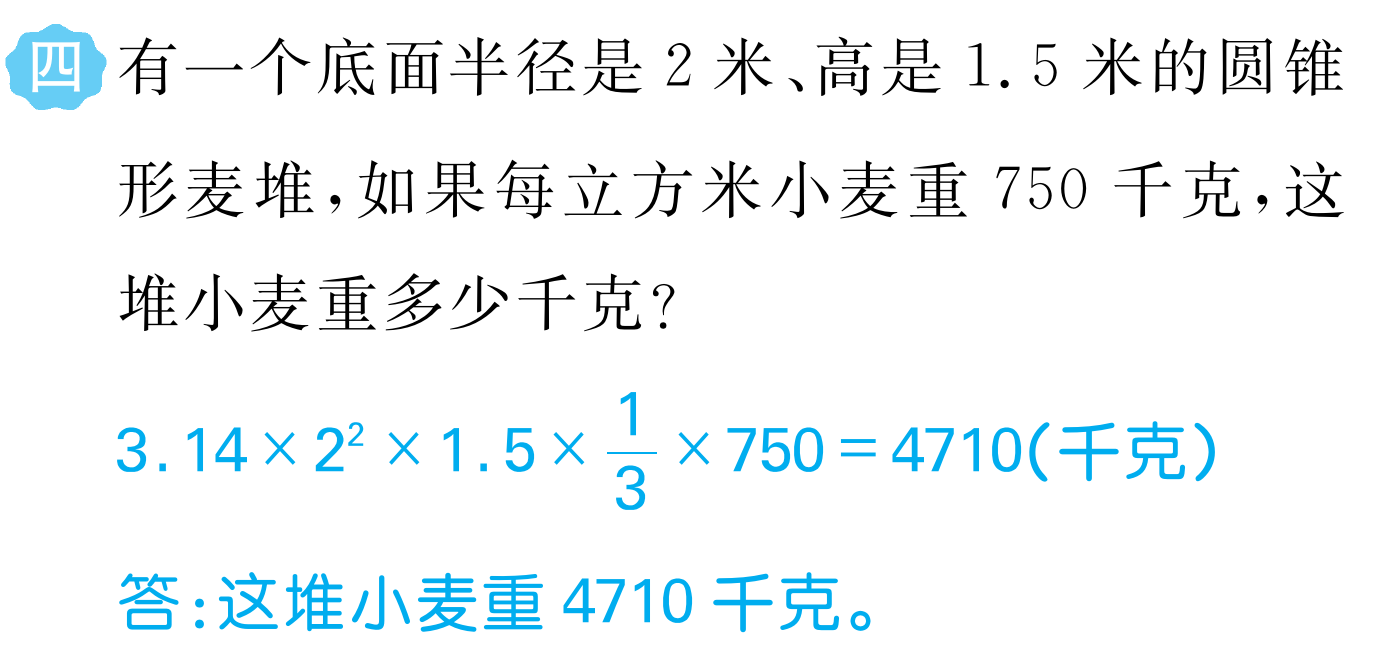 四 有一个底面半径是 2 米、高是 1.5 米的圆锥
形麦堆,如果每立方米小麦重 750 千克,这
堆小麦重多少千克?
3.14×2²×1.5×1/3×750=4710(千克)
答:这堆小麦重 4710 千克。